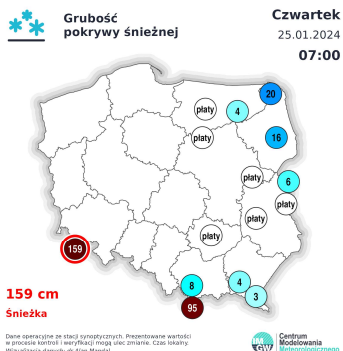 Grubość
pokrywy śnieżnej
Czwartek
25.01.2024
07:00
20
płaty
4
płaty
16
płaty
6
płaty
płaty
płaty
159
8
4
3
95
159 cm
Śnieżka
Dane operacyjne ze stacji synoptycznych. Prezentowane wartości
w procesie kontroli i weryfikacji mogą ulec zmianie. Czas lokalny.
IM
GW
Centrum
Modelowania
Meteorologicznego